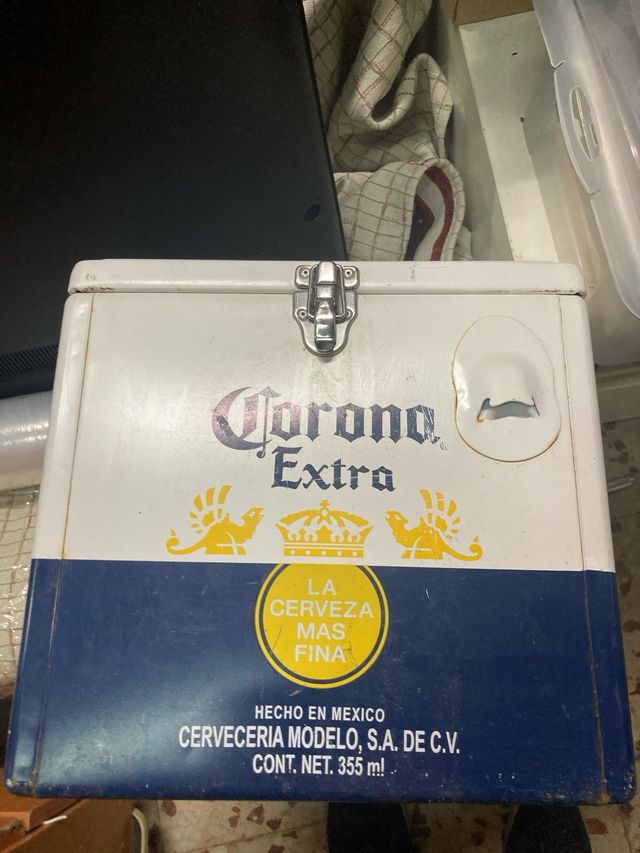 Corona
Extra
LA
CERVEZA
MAS
FINA
HECHO EN MEXICO
CERVECERIA MODELO, S.A. DE C.V.
CONT. NET. 355 ml